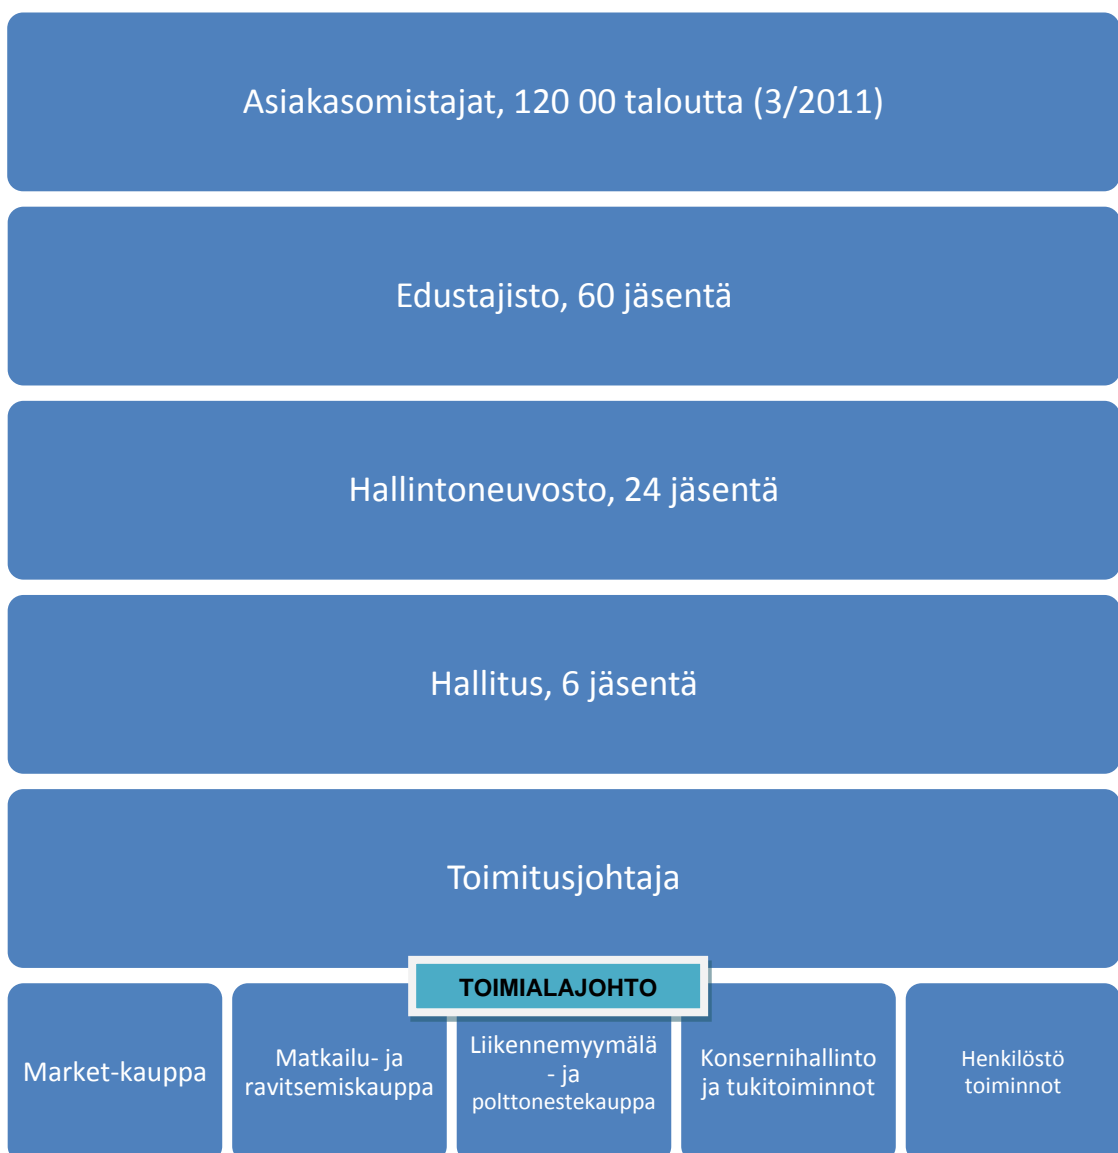 Asiakasomistajat, 120 00 taloutta (3/2011)
Edustajisto, 60 jäsentä
Hallintoneuvosto, 24 jäsentä
Hallitus, 6 jäsentä
Toimitusjohtaja
TOIMIALAJOHTO
Market-kauppa
Matkailu- ja
ravitsemiskauppa
Liikennemyymälä
- ja
polttonestekauppa
Konsernihallinto
ja tukitoiminnot
Henkilöstö
toiminnot